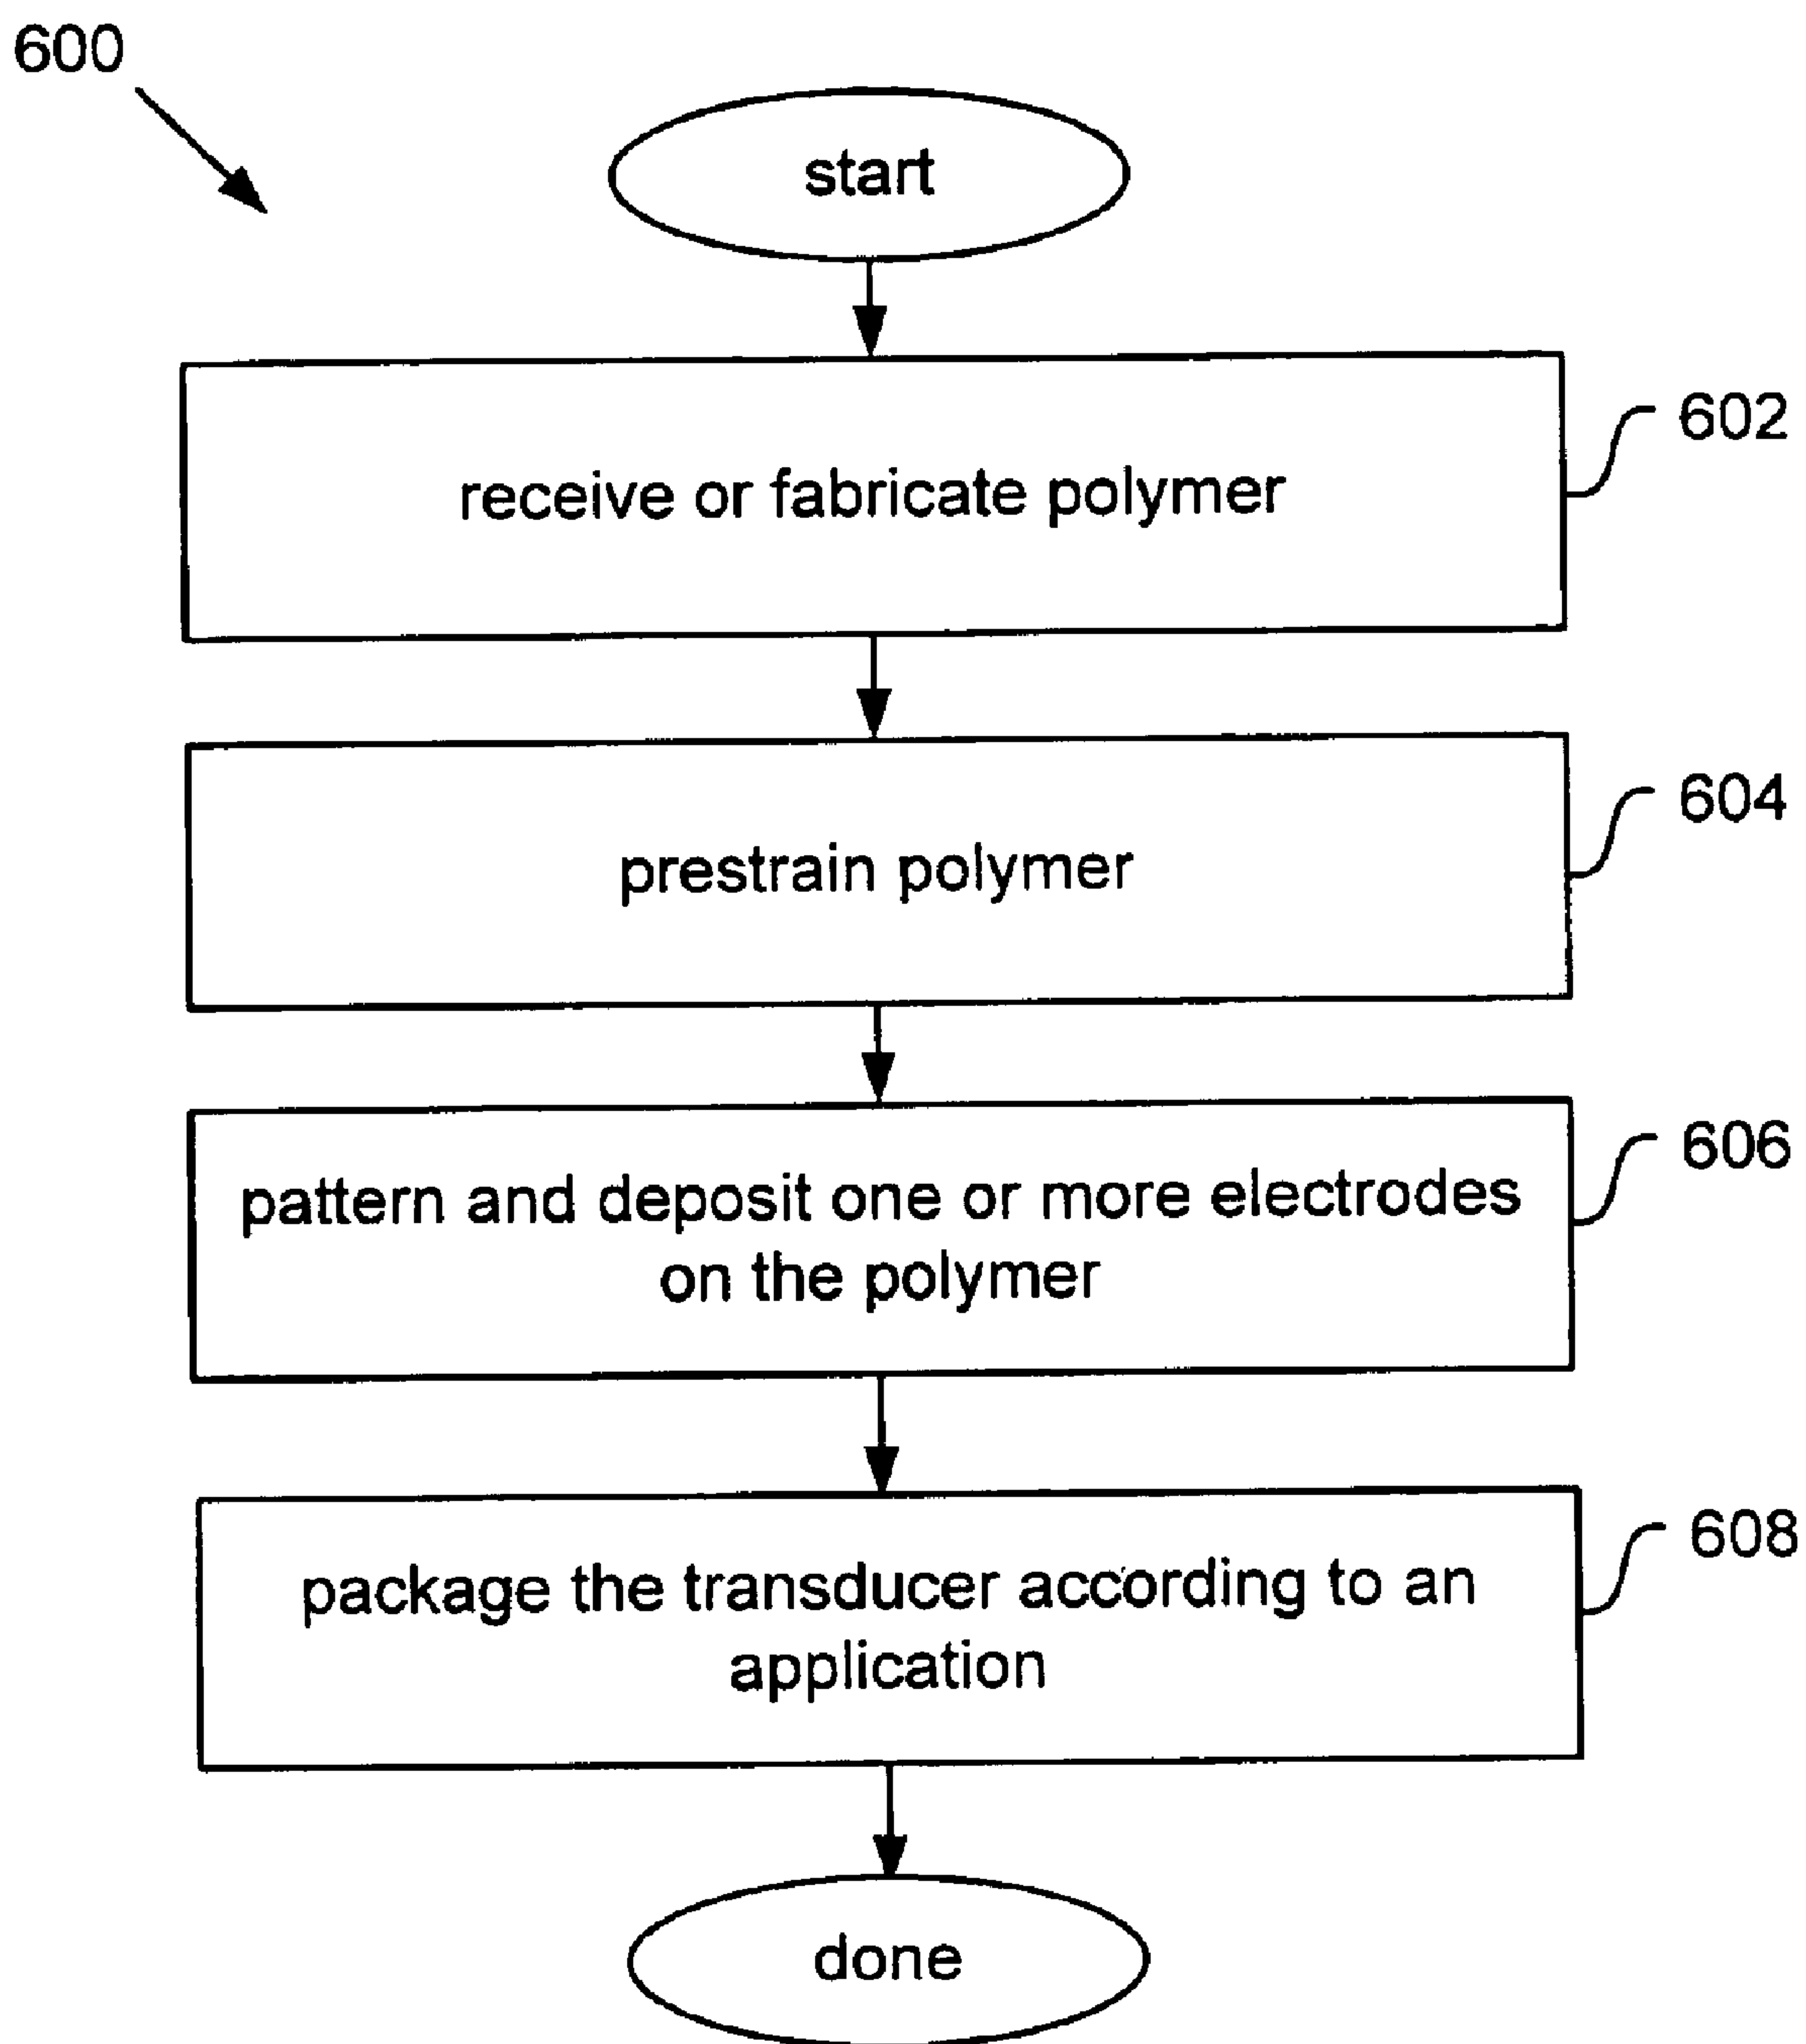 600
start
602
receive or fabricate polymer
604
prestrain polymer
606
pattern and deposit one or more electrodes
on the polymer
608
package the transducer according to an
application
done